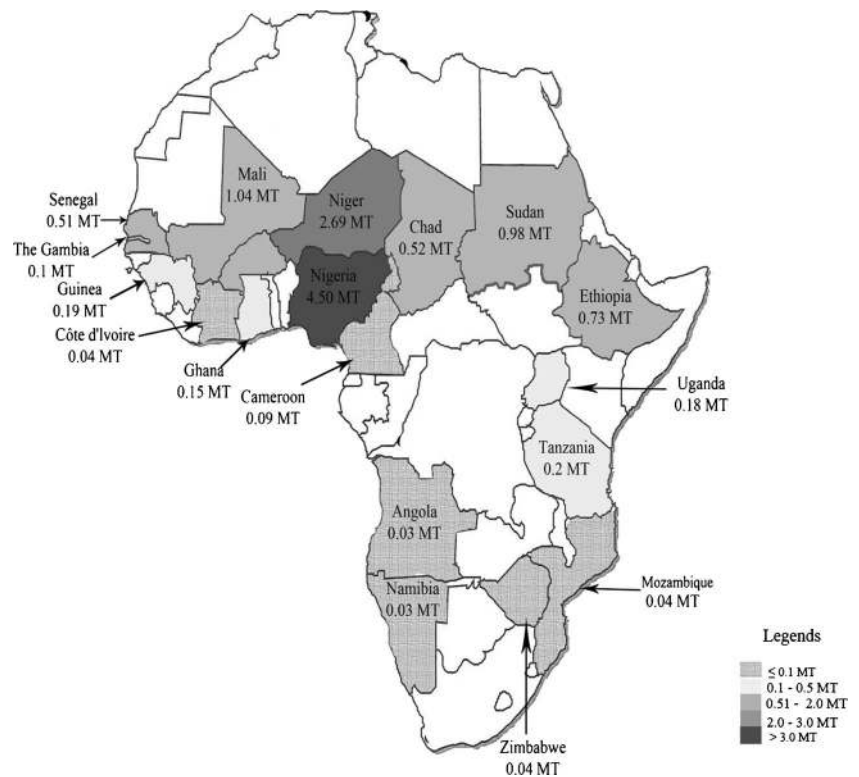 Mali
1.04 MT
Niger
2.69 MT
Chad
0.52 MT
Sudan
0.98 MT
Senegal
0.51 MT
The Gambia
0.1 MT
Guinea
0.19 MT
Côte d'Ivoire
0.04 MT
Ghana
0.15 MT
Nigeria
4.50 MT
Cameroon
0.09 MT
Ethiopia
0.73 MT
Uganda
0.18 MT
Tanzania
0.2 MT
Angola
0.03 MT
Namibia
0.03 MT
Mozambique
0.04 MT
Zimbabwe
0.04 MT
Legends
≤ 0.1 MT
0.1 - 0.5 MT
0.51 - 2.0 MT
2.0 - 3.0 MT
> 3.0 MT